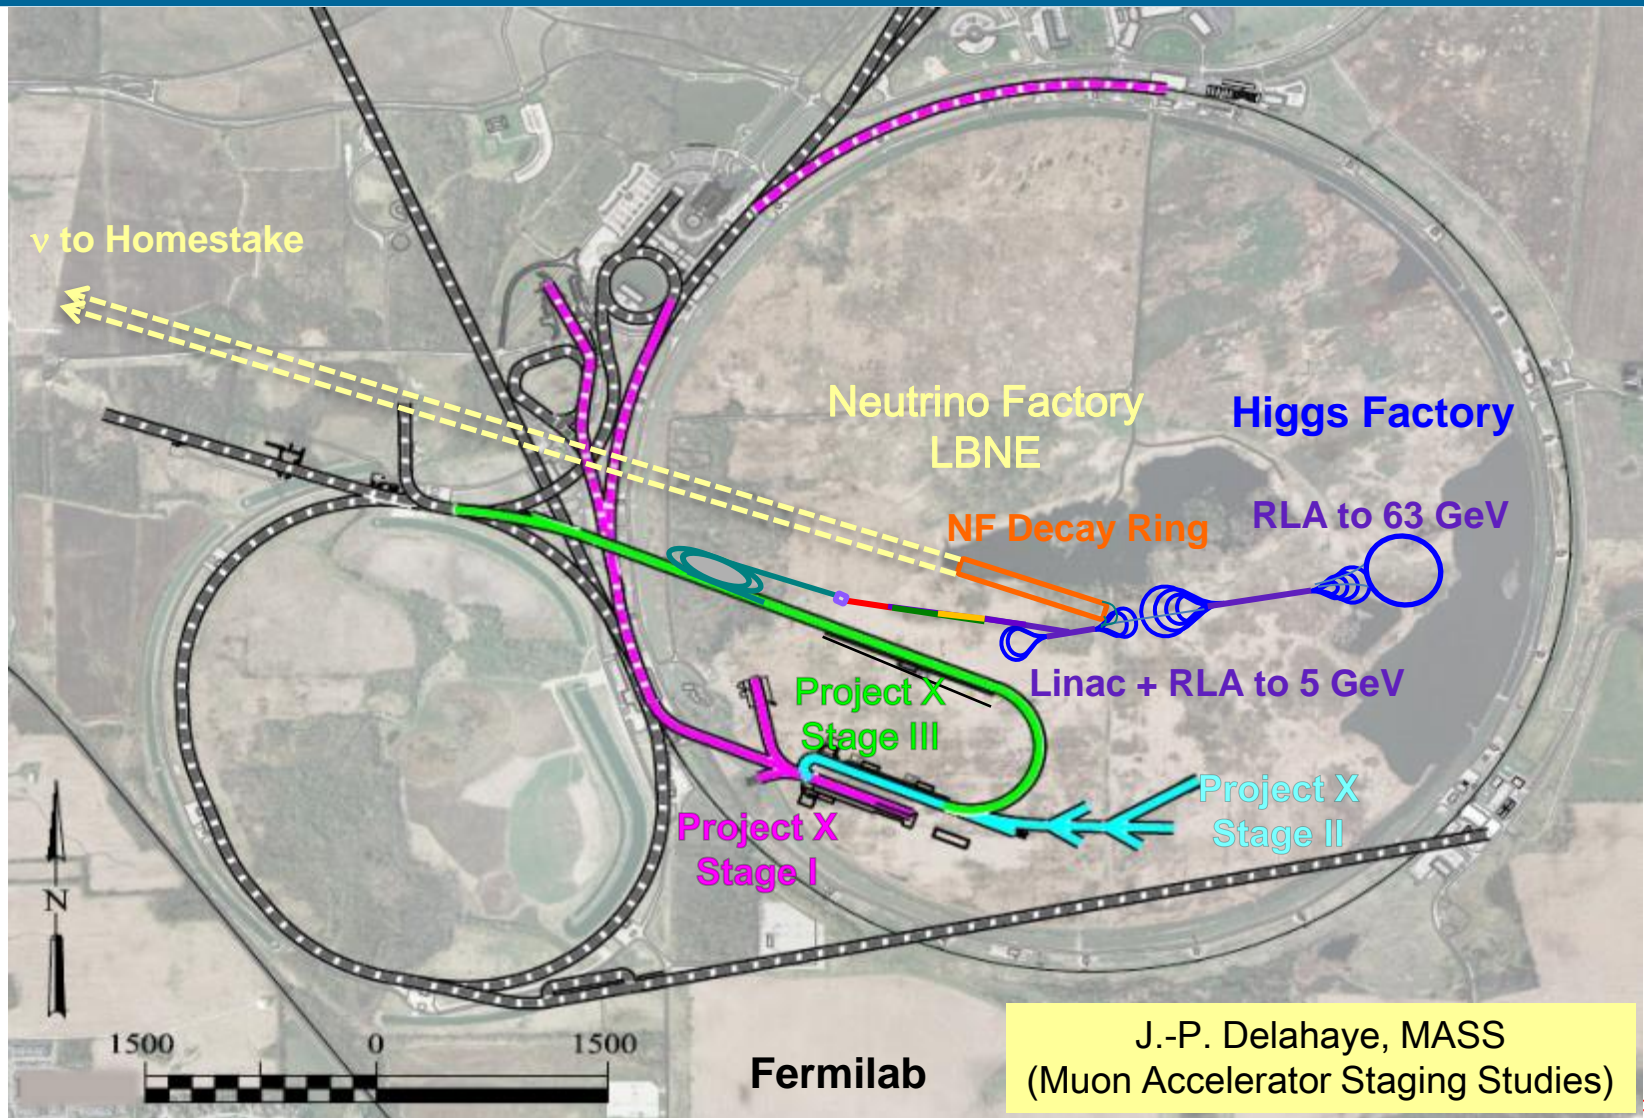 ν to Homestake
Neutrino Factory
LBNE
Higgs Factory
NF Decay Ring
RLA to 63 GeV
Linac + RLA to 5 GeV
Project X
Stage III
Project X
Stage II
Project X
Stage I
N
1500 0 1500
Fermilab
J.-P. Delahaye, MASS
(Muon Accelerator Staging Studies)